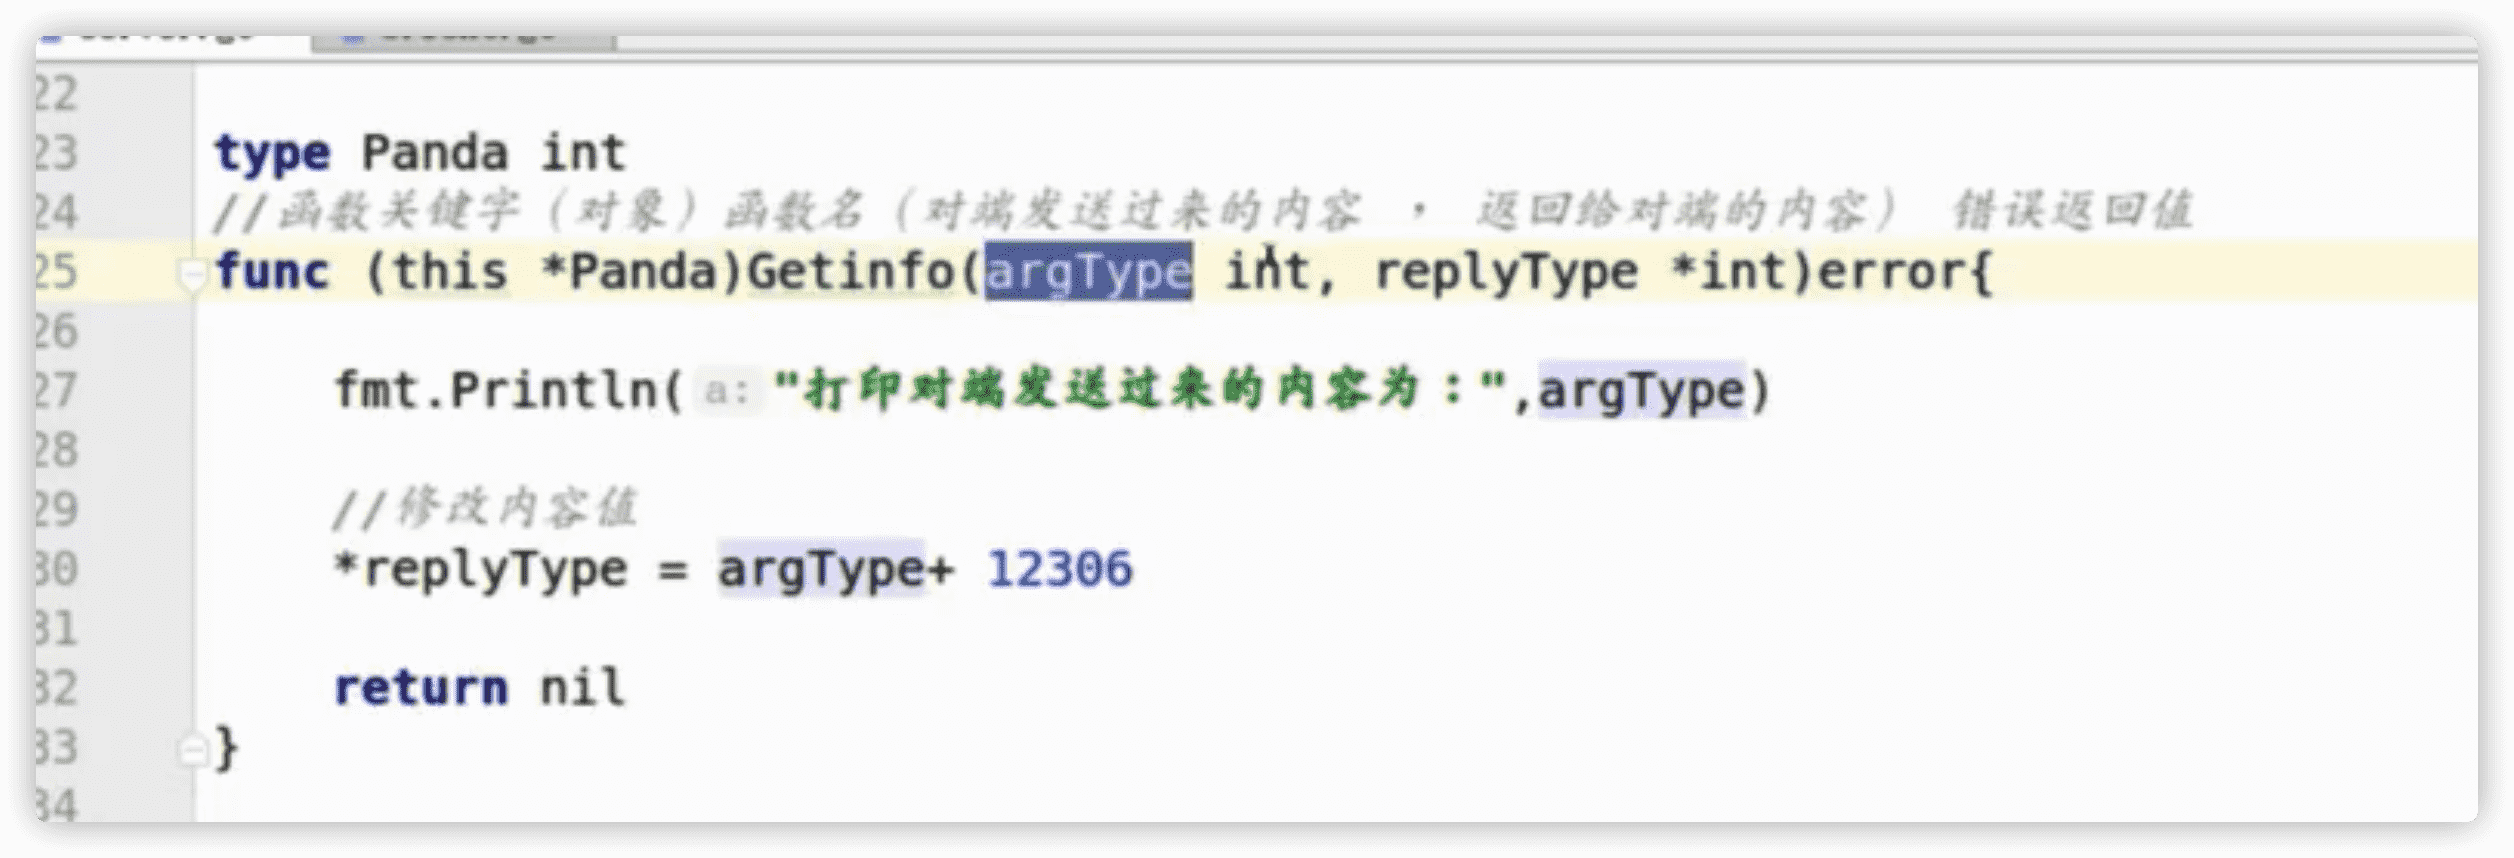 22
23 type Panda int
24 //函数关键字（对象）函数名（对端发送过来的内容 ， 返回给对端的内容） 错误返回值
25 func (this *Panda)Getinfo(argType int, replyType *int)error{
26
27 fmt.Println( a: "打印对端发送过来的内容为：",argType)
28
29 //修改内容值
30 *replyType = argType+ 12306
31
32 return nil
33 }
34